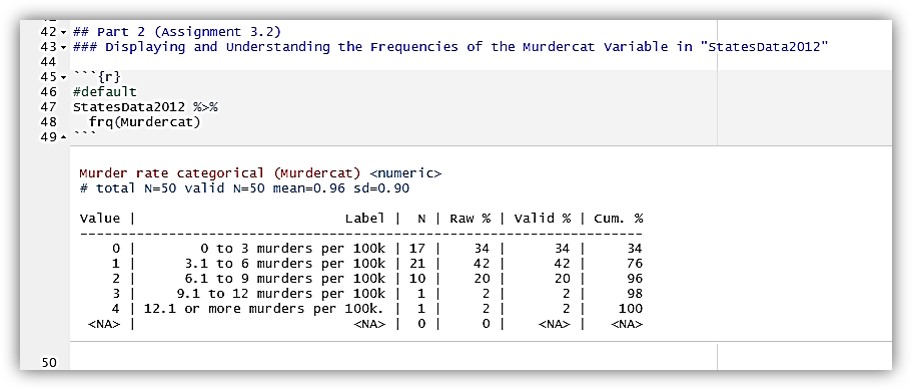 42 ## Part 2 (Assignment 3.2)
43 ### Displaying and Understanding the Frequencies of the Murdercat Variable in "StatesData2012"
44
45 ```{r}
46 #default
47 StatesData2012 %>%
48   frq(Murdercat)
49 ```
Murder rate categorical (Murdercat) <numeric>
# total N=50 valid N=50 mean=0.96 sd=0.90
Value | Label | N | Raw % | Valid % | Cum. %
---------------------------------------------------------------------
0 | 0 to 3 murders per 100k | 17 | 34 | 34 | 34
1 | 3.1 to 6 murders per 100k | 21 | 42 | 42 | 76
2 | 6.1 to 9 murders per 100k | 10 | 20 | 20 | 96
3 | 9.1 to 12 murders per 100k | 1 | 2 | 2 | 98
4 | 12.1 or more murders per 100k. | 1 | 2 | 2 | 100
<NA> | <NA> | 0 | 0 | <NA> | <NA>
50